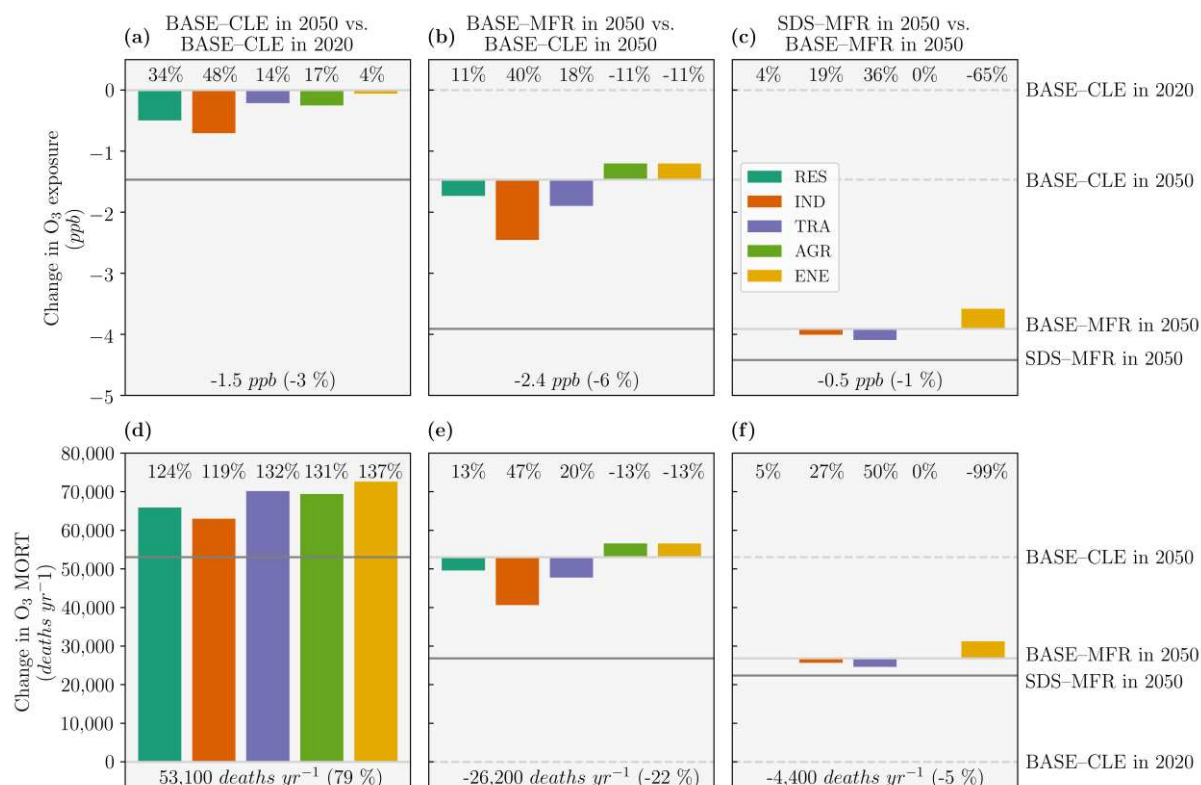 BASE–CLE in 2050 vs.
(a) BASE–CLE in 2020
BASE–MFR in 2050 vs.
(b) BASE–CLE in 2050
SDS–MFR in 2050 vs.
(c) BASE–MFR in 2050
34% 48% 14% 17% 4%
11% 40% 18% -11% -11%
4% 19% 36% 0% -65%
0
−1
−2
−3
−4
−5
Change in O₃ exposure
(ppb)
RES
IND
TRA
AGR
ENE
BASE–CLE in 2020
BASE–CLE in 2050
BASE–MFR in 2050
SDS–MFR in 2050
-1.5 ppb (-3 %)
-2.4 ppb (-6 %)
-0.5 ppb (-1 %)
(d)
(e)
(f)
124% 119% 132% 131% 137%
13% 47% 20% -13% -13%
5% 27% 50% 0% -99%
80,000
70,000
60,000
50,000
40,000
30,000
20,000
10,000
0
Change in O₃ MORT
(deaths yr⁻¹)
BASE–CLE in 2050
BASE–MFR in 2050
SDS–MFR in 2050
BASE–CLE in 2020
53,100 deaths yr⁻¹ (79 %)
-26,200 deaths yr⁻¹ (-22 %)
-4,400 deaths yr⁻¹ (-5 %)